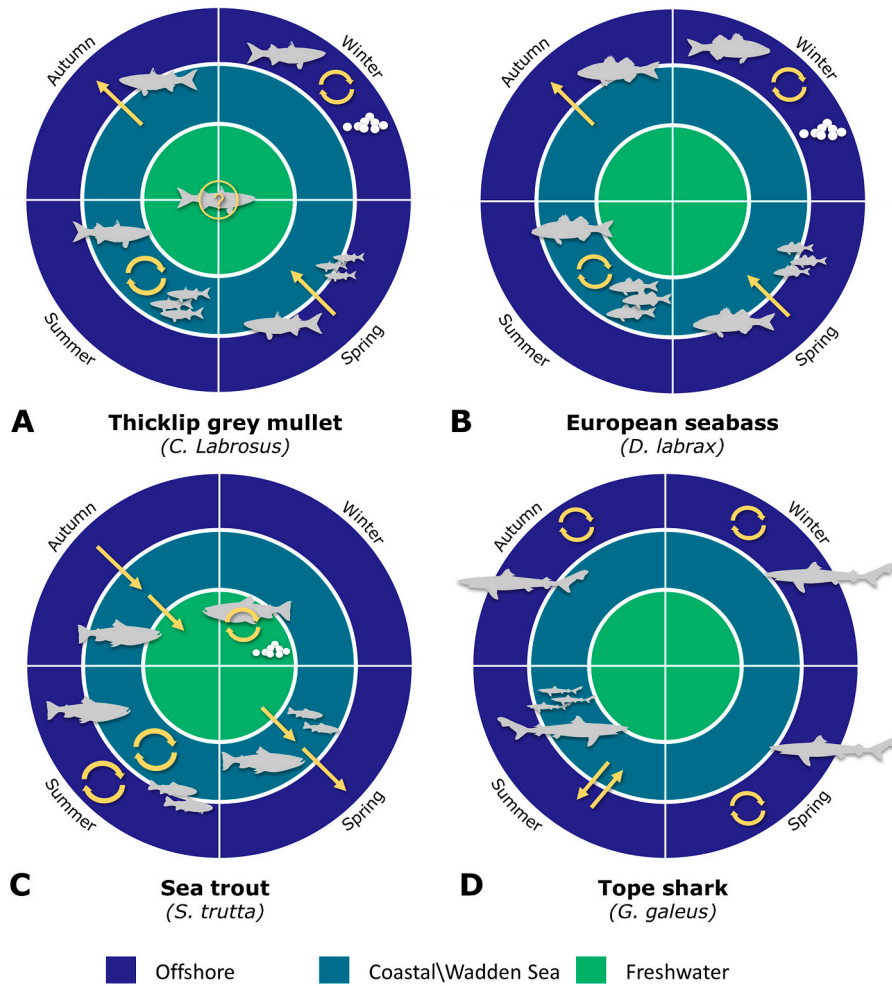 Autumn
Winter
?
Summer
Spring
A
Thicklip grey mullet
(C. Labrosus)
Autumn
Winter
Summer
Spring
B
European seabass
(D. labrax)
Autumn
Winter
Summer
Spring
C
Sea trout
(S. trutta)
Autumn
Winter
Summer
Spring
D
Tope shark
(G. galeus)
Offshore
Coastal\Wadden Sea
Freshwater